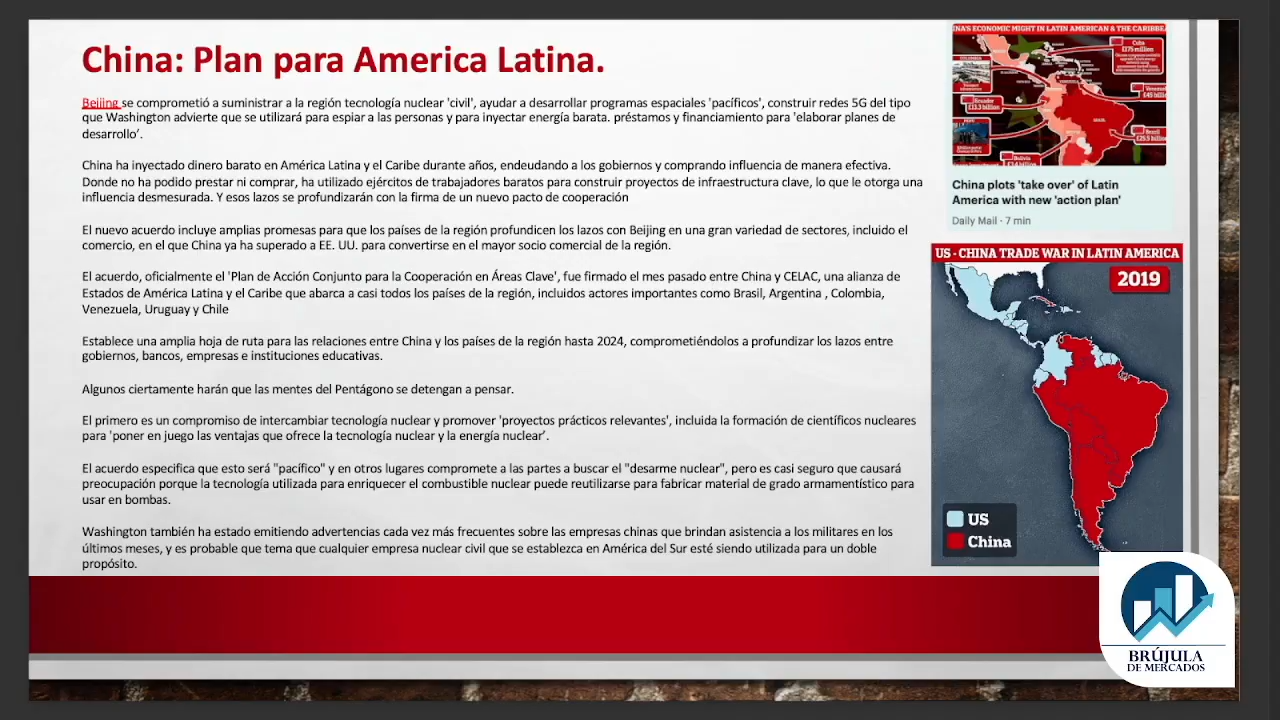 China: Plan para America Latina.
Beijing se comprometió a suministrar a la región tecnología nuclear 'civil', ayudar a desarrollar programas espaciales 'pacíficos', construir redes 5G del tipo
que Washington advierte que se utilizará para espiar a las personas y para inyectar energía barata. préstamos y financiamiento para 'elaborar planes de
desarrollo'.
China ha inyectado dinero barato en América Latina y el Caribe durante años, endeudando a los gobiernos y comprando influencia de manera efectiva.
Donde no ha podido prestar ni comprar, ha utilizado ejércitos de trabajadores baratos para construir proyectos de infraestructura clave, lo que le otorga una
influencia desmesurada. Y esos lazos se profundizarán con la firma de un nuevo pacto de cooperación
El nuevo acuerdo incluye amplias promesas para que los países de la región profundicen los lazos con Beijing en una gran variedad de sectores, incluido el
comercio, en el que China ya ha superado a EE. UU. para convertirse en el mayor socio comercial de la región.
El acuerdo, oficialmente el 'Plan de Acción Conjunto para la Cooperación en Áreas Clave', fue firmado el mes pasado entre China y CELAC, una alianza de
Estados de América Latina y el Caribe que abarca a casi todos los países de la región, incluidos actores importantes como Brasil, Argentina , Colombia,
Venezuela, Uruguay y Chile
Establece una amplia hoja de ruta para las relaciones entre China y los países de la región hasta 2024, comprometiéndolos a profundizar los lazos entre
gobiernos, bancos, empresas e instituciones educativas.
Algunos ciertamente harán que las mentes del Pentágono se detengan a pensar.
El primero es un compromiso de intercambiar tecnología nuclear y promover 'proyectos prácticos relevantes', incluida la formación de científicos nucleares
para 'poner en juego las ventajas que ofrece la tecnología nuclear y la energía nuclear'.
El acuerdo especifica que esto será "pacífico" y en otros lugares compromete a las partes a buscar el "desarme nuclear", pero es casi seguro que causará
preocupación porque la tecnología utilizada para enriquecer el combustible nuclear puede reutilizarse para fabricar material de grado armamentístico para
usar en bombas.
Washington también ha estado emitiendo advertencias cada vez más frecuentes sobre las empresas chinas que brindan asistencia a los militares en los
últimos meses, y es probable que tema que cualquier empresa nuclear civil que se establezca en América del Sur esté siendo utilizada para un doble
propósito.
INA'S ECONOMIC MIGHT IN LATIN AMERICAN & THE CARIBBEA
Cuba
Ecuador
Brazil
Bolivia
China plots 'take over' of Latin
America with new 'action plan'
Daily Mail · 7 min
US - CHINA TRADE WAR IN LATIN AMERICA
2019
US
China
BRÚJULA
DE MERCADOS